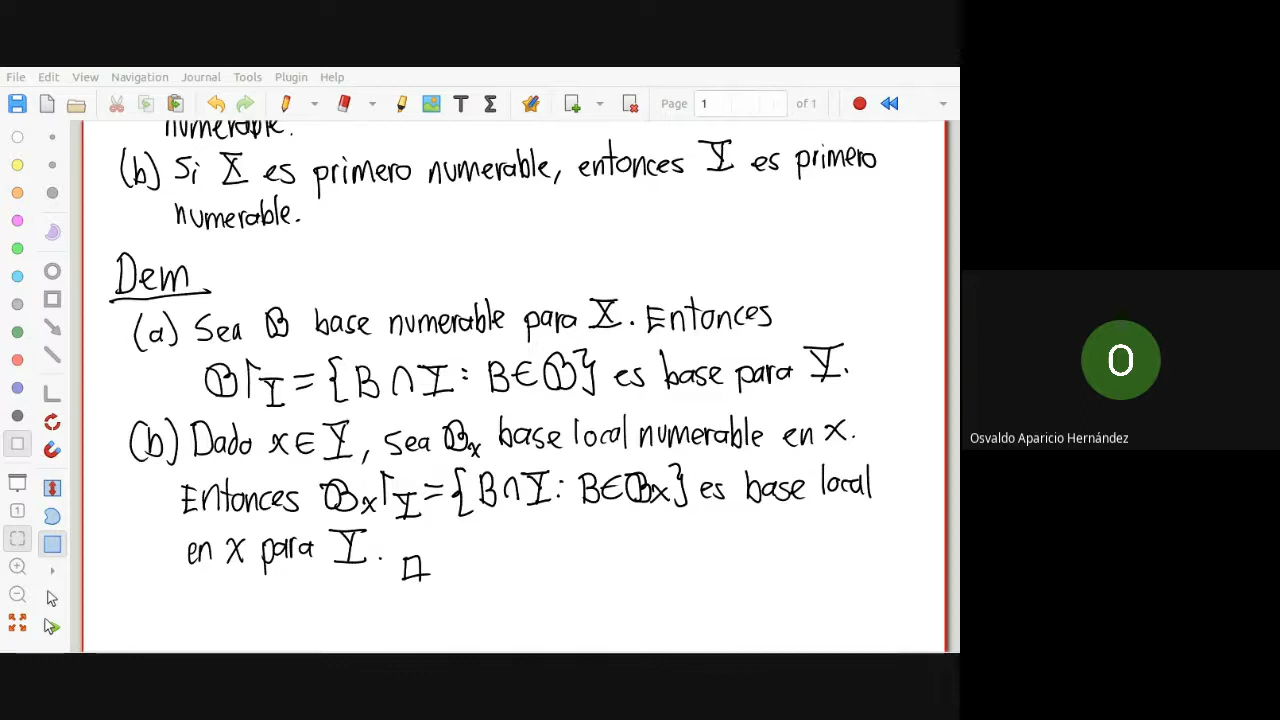 File Edit View Navigation Journal Tools Plugin Help
Page 1 of 1
numerable.
(b) Si X es primero numerable, entonces Y es primero
numerable.
Dem
(a) Sea B base numerable para X. Entonces
B↾Y = {B ∩ Y : B ∈ B} es base para Y.
(b) Dado x ∈ Y, sea Bx base local numerable en x.
Entonces Bx↾Y = {B ∩ Y : B ∈ Bx} es base local
en x para Y. □
O
Osvaldo Aparicio Hernández